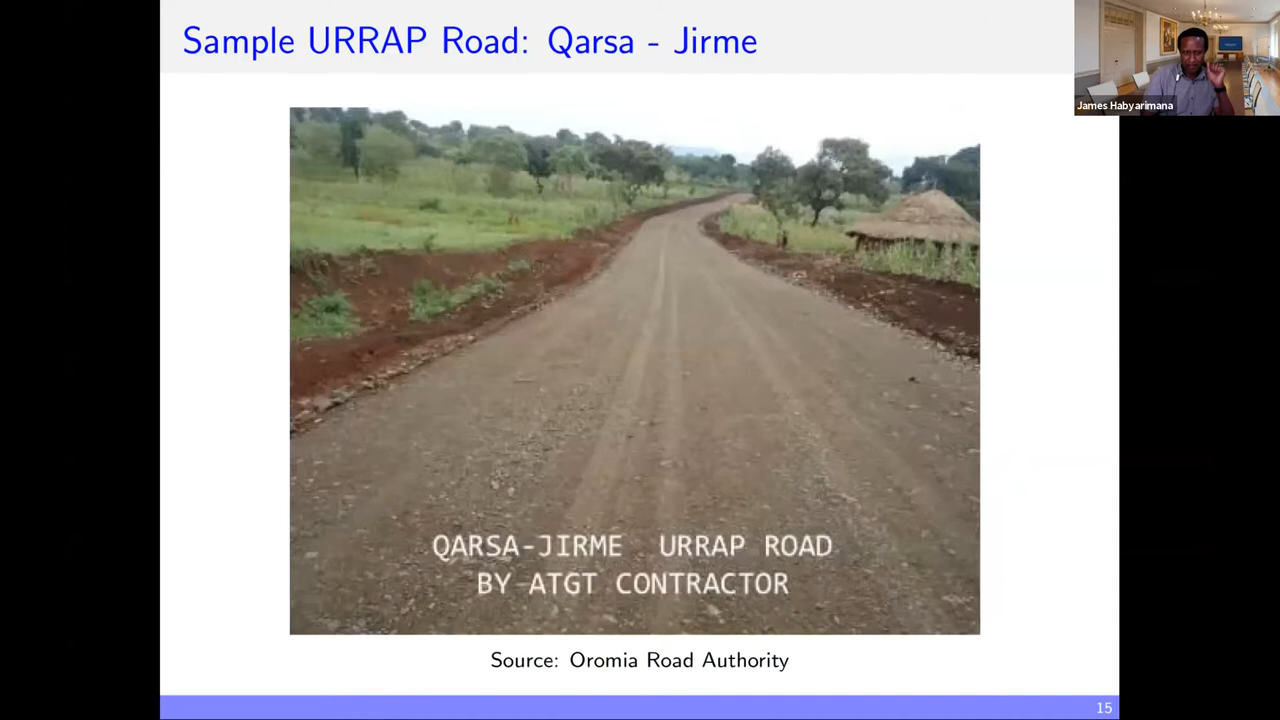 Sample URRAP Road: Qarsa - Jirme
James Habyarimana
QARSA-JIRME URRAP ROAD
BY ATGT CONTRACTOR
Source: Oromia Road Authority
15